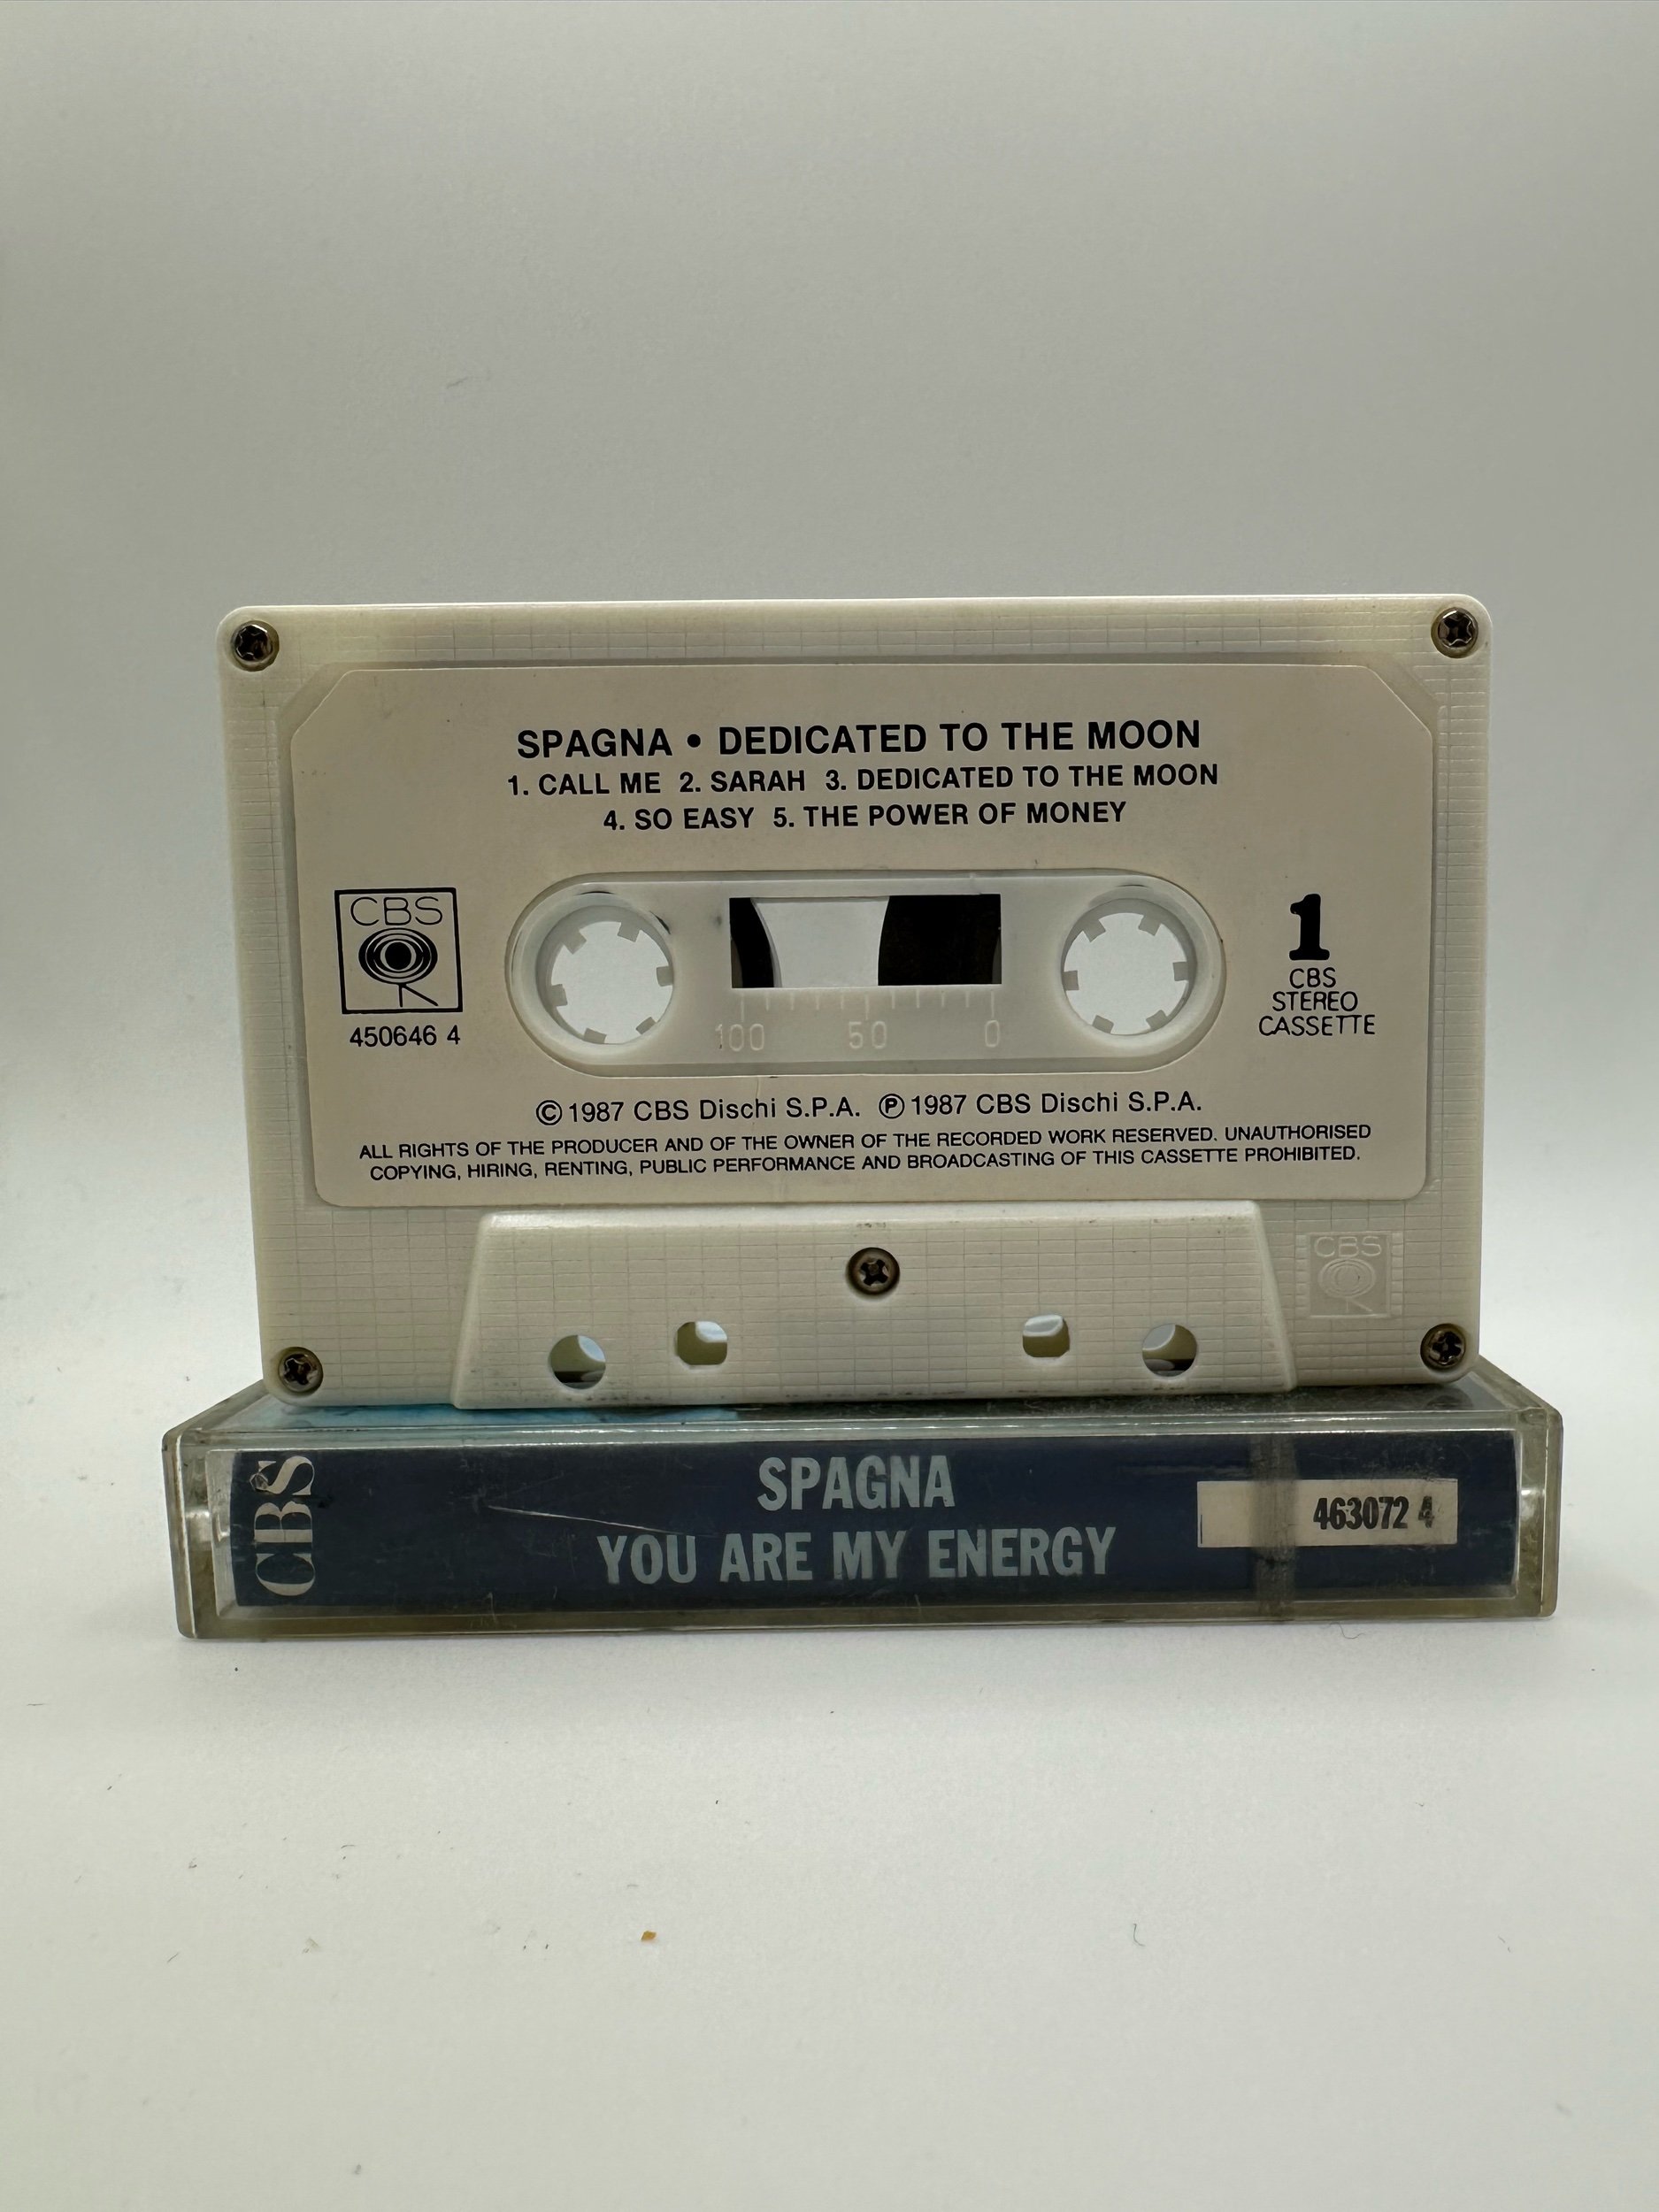 SPAGNA • DEDICATED TO THE MOON
1. CALL ME 2. SARAH 3. DEDICATED TO THE MOON
4. SO EASY 5. THE POWER OF MONEY
CBS
450646 4
100 50 0
1
CBS
STEREO
CASSETTE
©1987 CBS Dischi S.P.A. ℗1987 CBS Dischi S.P.A.
ALL RIGHTS OF THE PRODUCER AND OF THE OWNER OF THE RECORDED WORK RESERVED. UNAUTHORISED
COPYING, HIRING, RENTING, PUBLIC PERFORMANCE AND BROADCASTING OF THIS CASSETTE PROHIBITED.
CBS
CBS
SPAGNA
YOU ARE MY ENERGY
463072 4